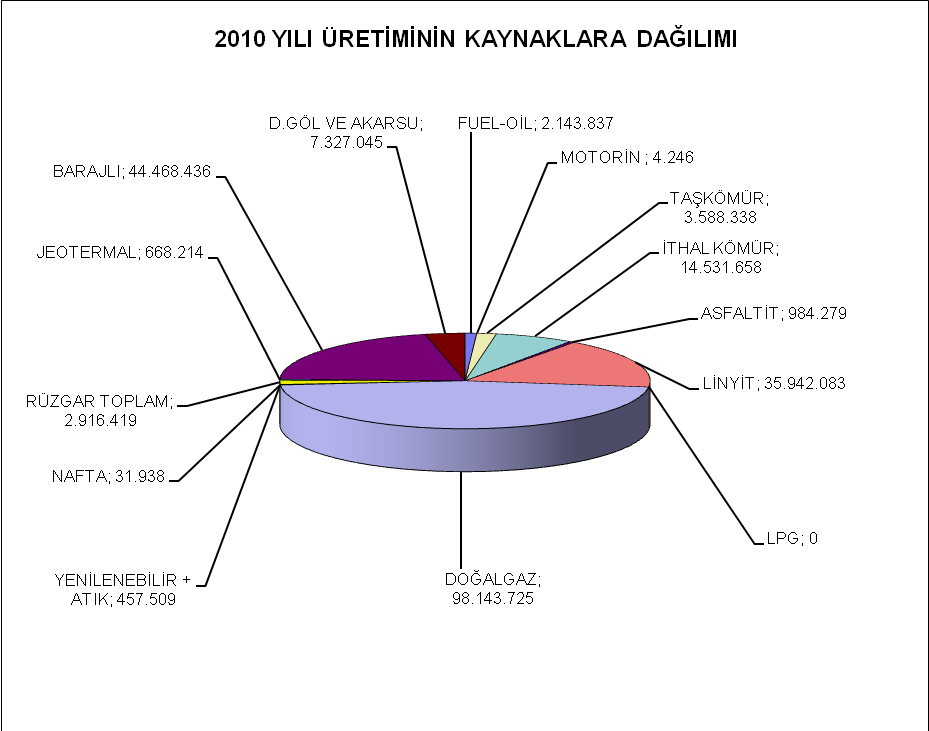 2010 YILI ÜRETİMİNİN KAYNAKLARA DAĞILIMI
D.GÖL VE AKARSU;
7.327.045
FUEL-OİL; 2.143.837
MOTORİN ; 4.246
BARAJLI; 44.468.436
TAŞKÖMÜR;
3.588.338
JEOTERMAL; 668.214
İTHAL KÖMÜR;
14.531.658
ASFALTİT; 984.279
LİNYİT; 35.942.083
RÜZGAR TOPLAM;
2.916.419
NAFTA; 31.938
LPG; 0
YENİLENEBİLİR +
ATIK; 457.509
DOĞALGAZ;
98.143.725